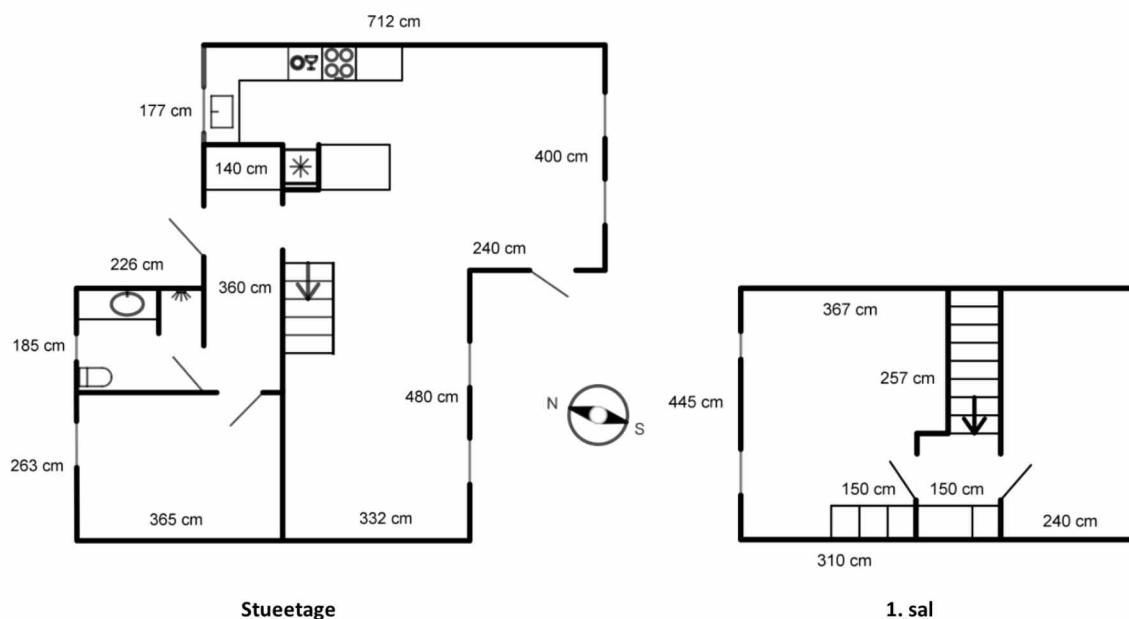 712 cm
177 cm
140 cm
400 cm
240 cm
226 cm
360 cm
185 cm
480 cm
263 cm
365 cm
332 cm
N
S
Stueetage
367 cm
257 cm
445 cm
150 cm
150 cm
240 cm
310 cm
1. sal